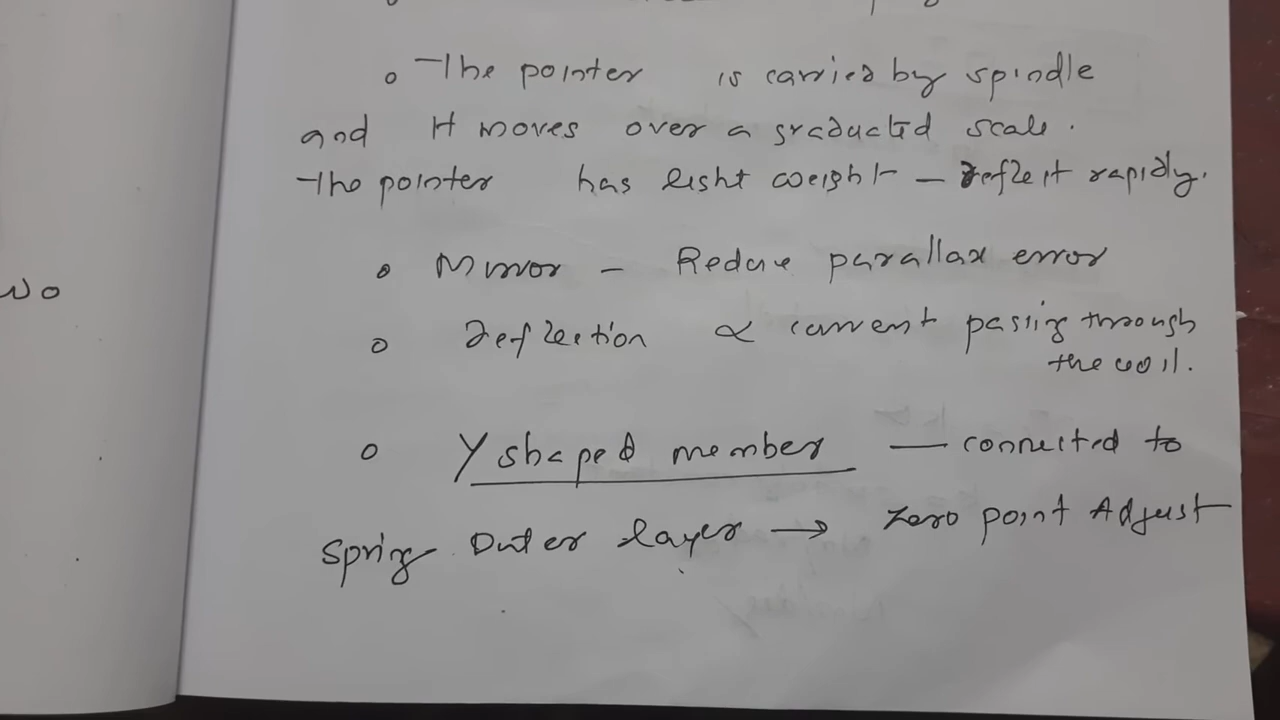 wo
o The pointer is carried by spindle
and It moves over a graduated scale.
The pointer has light weight - deflect rapidly.
o Mirror - Reduce parallax error
o Deflection ∝ current passing through
the coil.
o Y shaped member — connected to
Spring Outer layer → Zero point Adjust